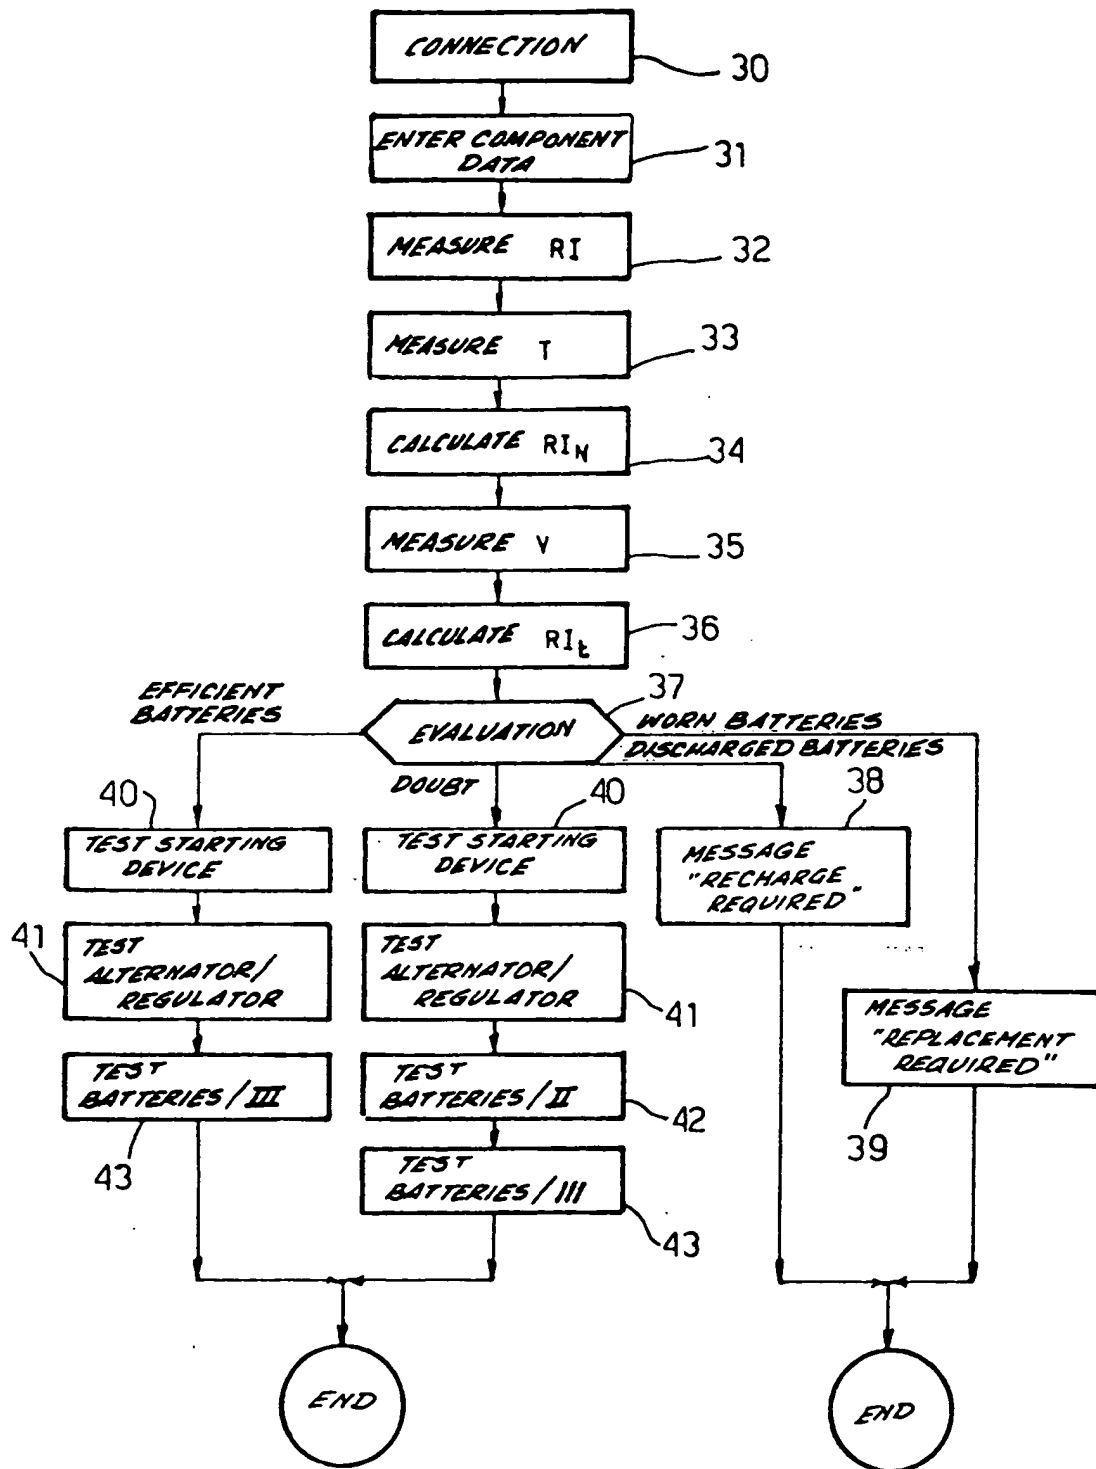 CONNECTION
30
ENTER COMPONENT
DATA
31
MEASURE RI
32
MEASURE T
33
CALCULATE RI_N
34
MEASURE V
35
CALCULATE RI_t
36
EFFICIENT
BATTERIES
EVALUATION
37
WORN BATTERIES
DISCHARGED BATTERIES
DOUBT
40
TEST STARTING
DEVICE
40
TEST STARTING
DEVICE
38
MESSAGE
"RECHARGE
REQUIRED"
41
TEST
ALTERNATOR/
REGULATOR
TEST
ALTERNATOR/
REGULATOR
41
MESSAGE
"REPLACEMENT
REQUIRED"
39
TEST
BATTERIES/III
43
TEST
BATTERIES/II
42
TEST
BATTERIES/III
43
END
END